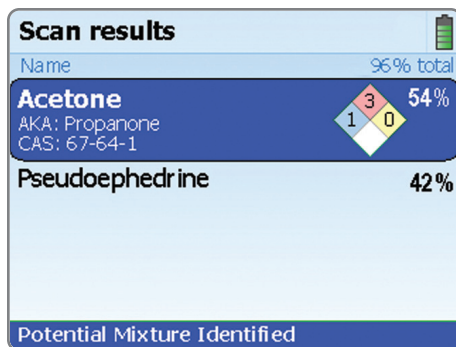 Scan results
Name 96% total
Acetone 54%
AKA: Propanone
CAS: 67-64-1
3
1 0
Pseudoephedrine 42%
Potential Mixture Identified